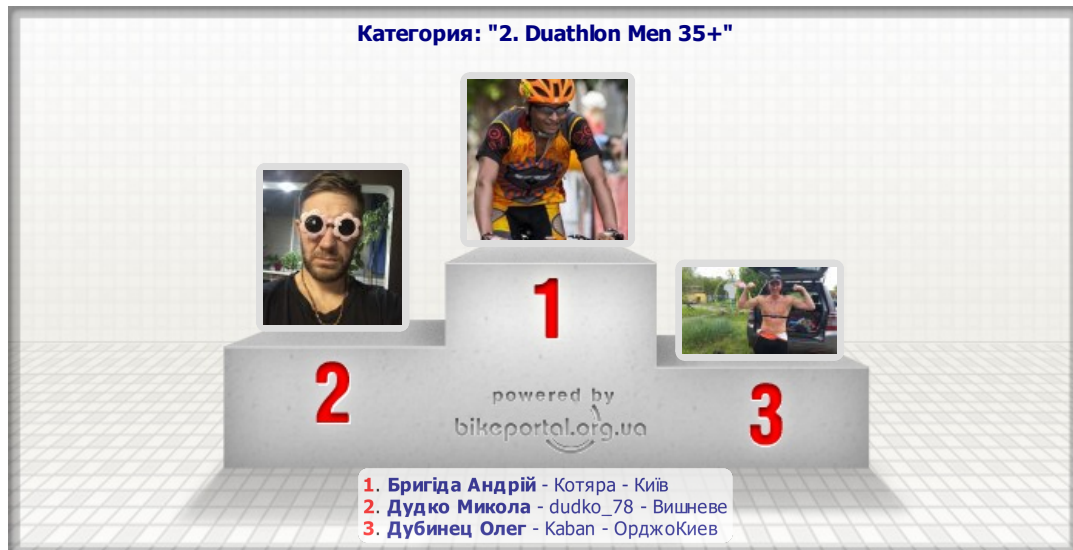 Категория: "2. Duathlon Men 35+"
1
2
3
powered by
bikeportal.org.ua
1. Бригіда Андрій - Котяра - Київ
2. Дудко Микола - dudko_78 - Вишневе
3. Дубинец Олег - Kaban - ОрджоКиев